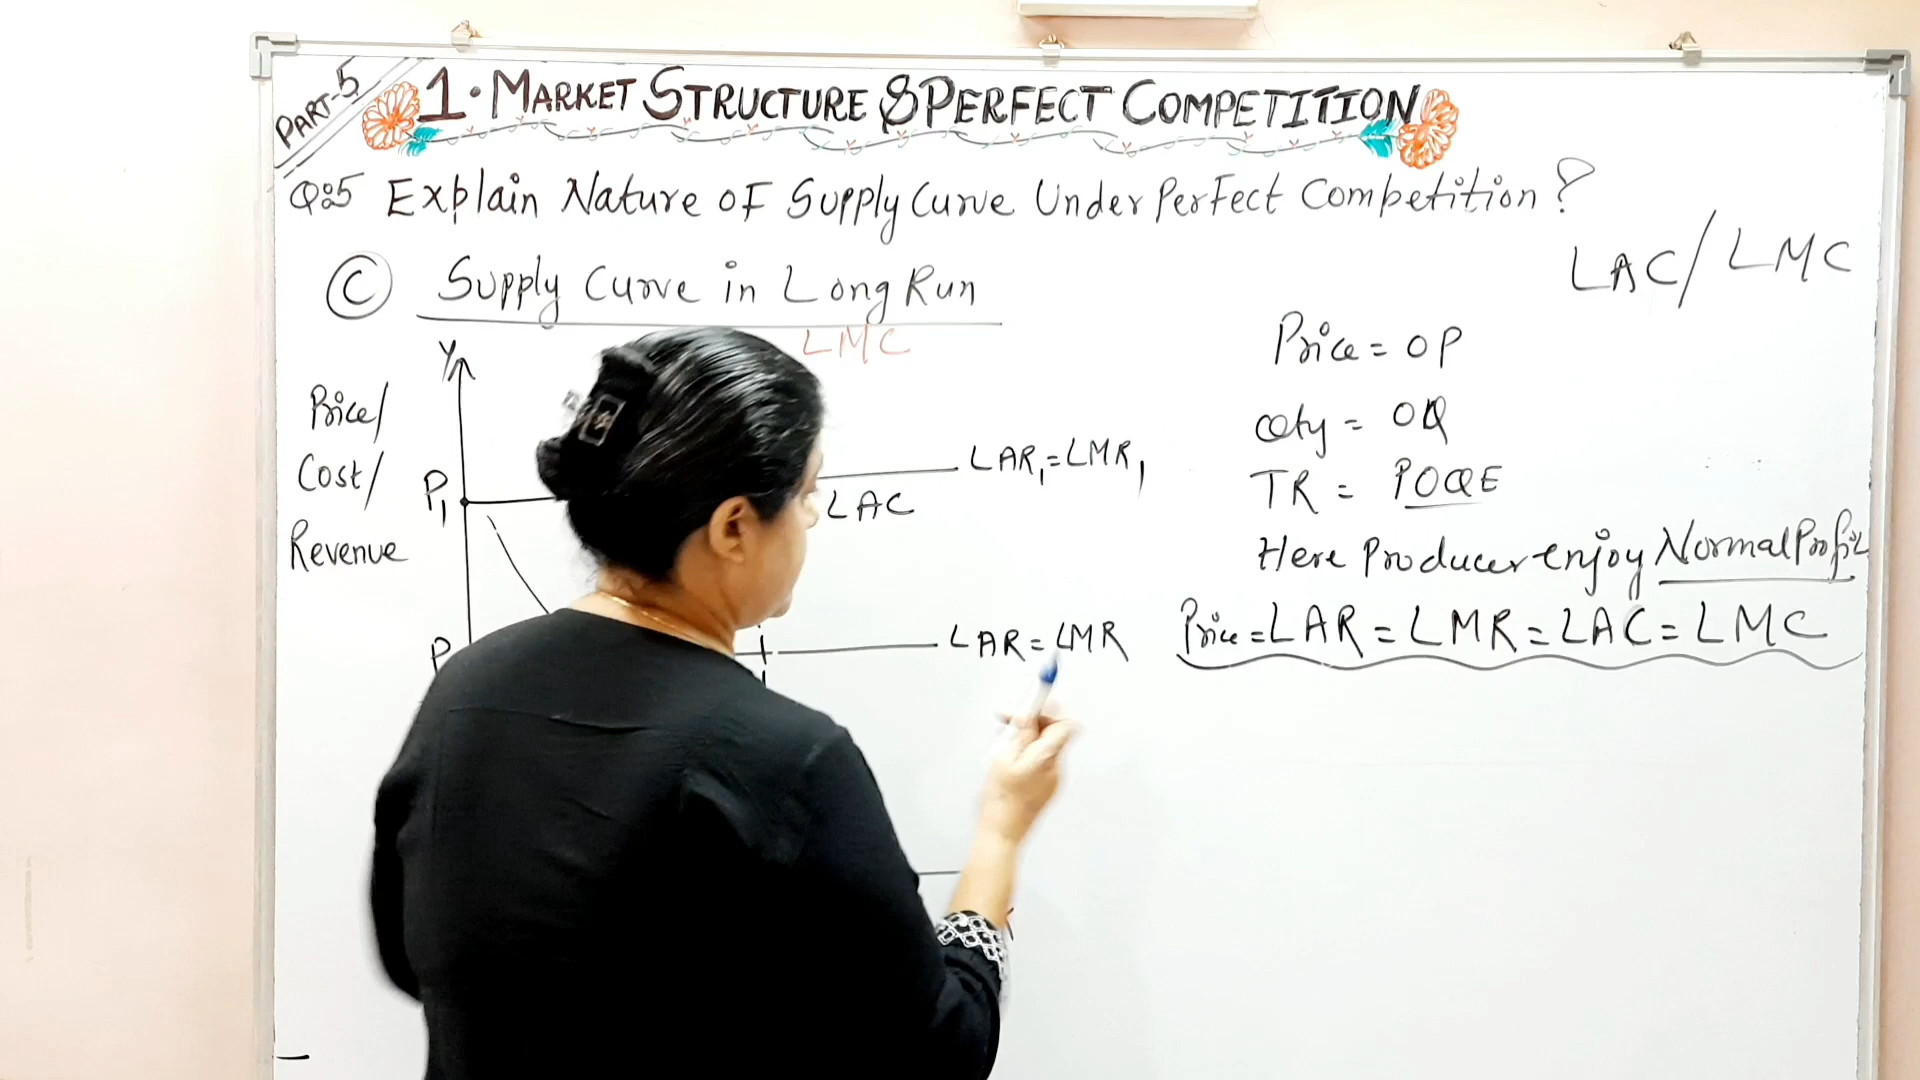 PART-5
1. MARKET STRUCTURE & PERFECT COMPETITION
Q:5 Explain Nature of Supply Curve Under Perfect Competition?
LAC/LMC
C Supply Curve in Long Run
LMC
Y
Price/
Cost/
Revenue
P1
LAR1=LMR1
LAC
P
LAR=LMR
Price = OP
Qty = OQ
TR = POQE
Here Producer enjoy Normal Profit
Price = LAR = LMR = LAC = LMC